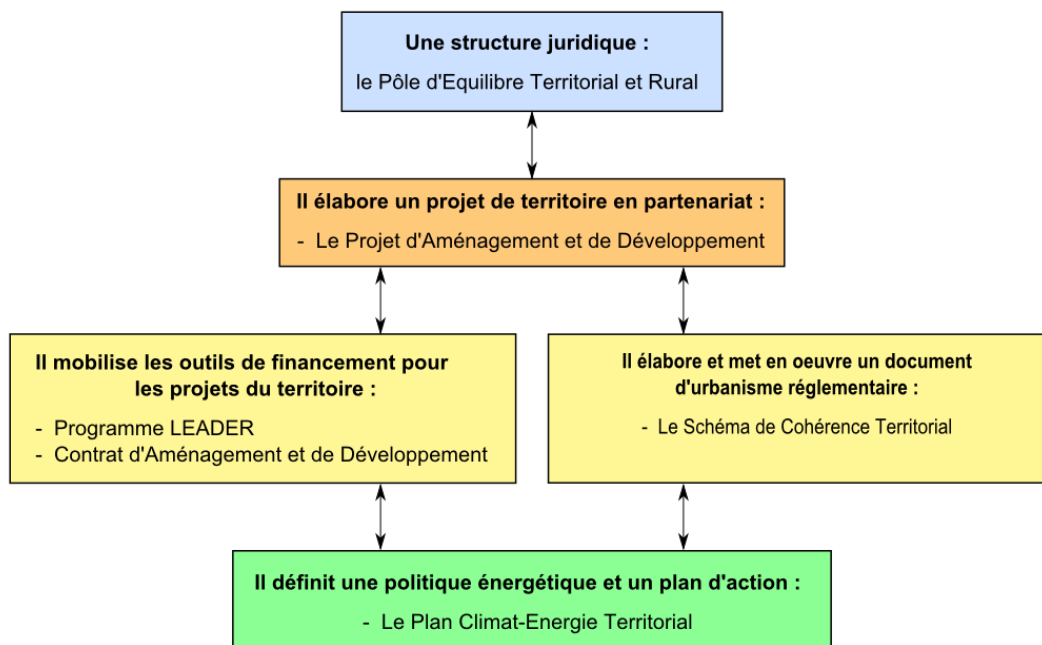 Une structure juridique :
le Pôle d'Equilibre Territorial et Rural
Il élabore un projet de territoire en partenariat :
- Le Projet d'Aménagement et de Développement
Il mobilise les outils de financement pour
les projets du territoire :
- Programme LEADER
- Contrat d'Aménagement et de Développement
Il élabore et met en oeuvre un document
d'urbanisme réglementaire :
- Le Schéma de Cohérence Territorial
Il définit une politique énergétique et un plan d'action :
- Le Plan Climat-Energie Territorial